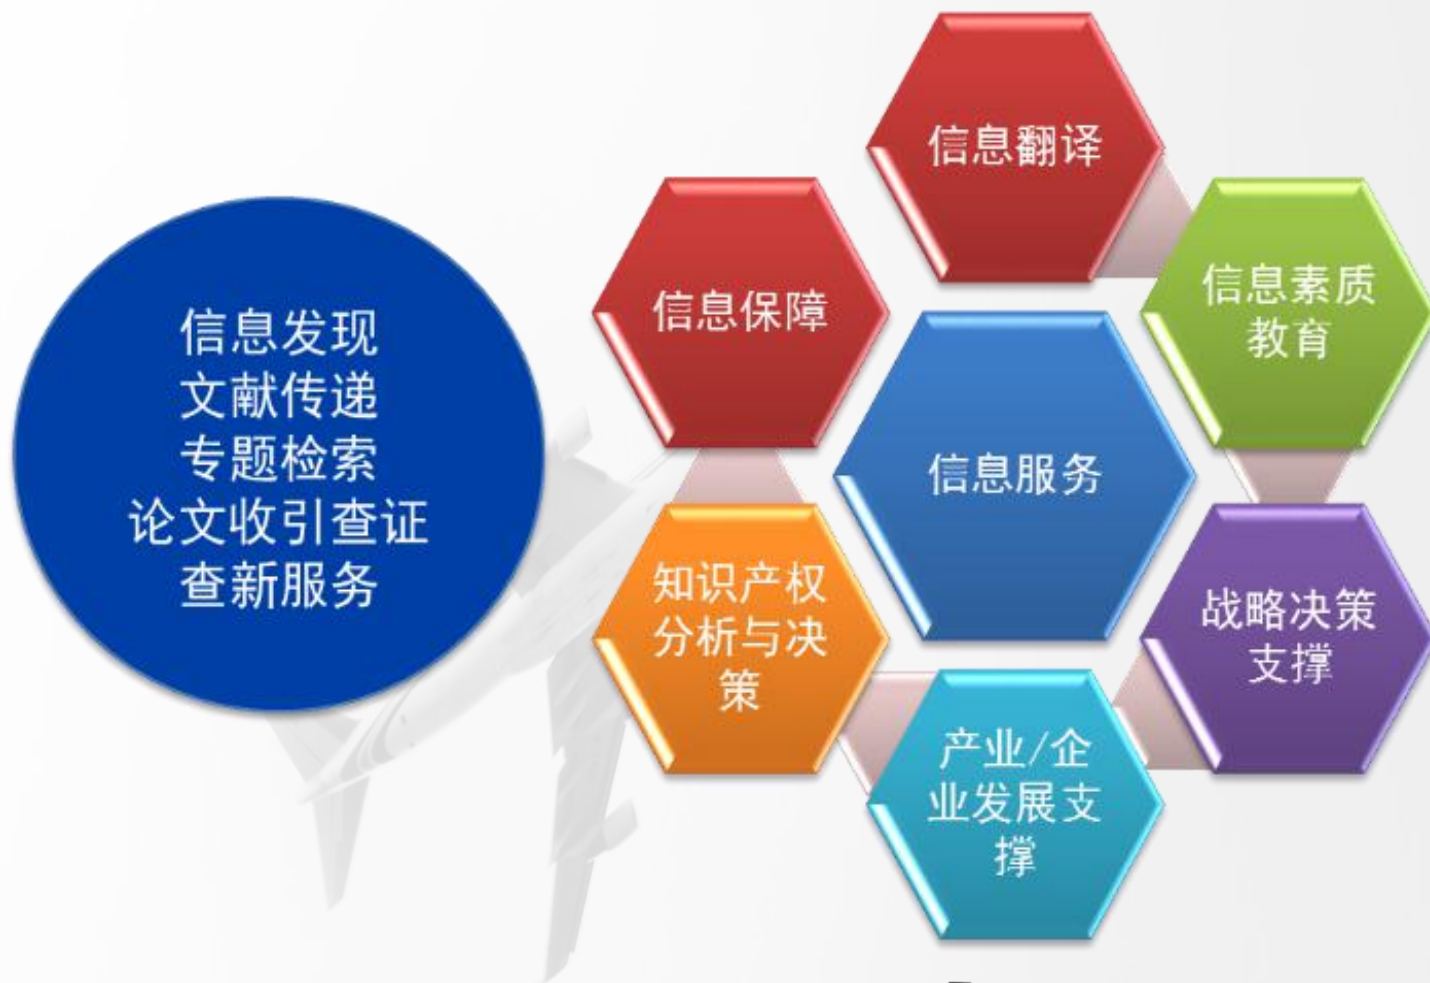 信息发现
文献传递
专题检索
论文收引查证
查新服务
信息翻译
信息保障
信息素质
教育
信息服务
知识产权
分析与决
策
战略决策
支撑
产业/企
业发展支
撑